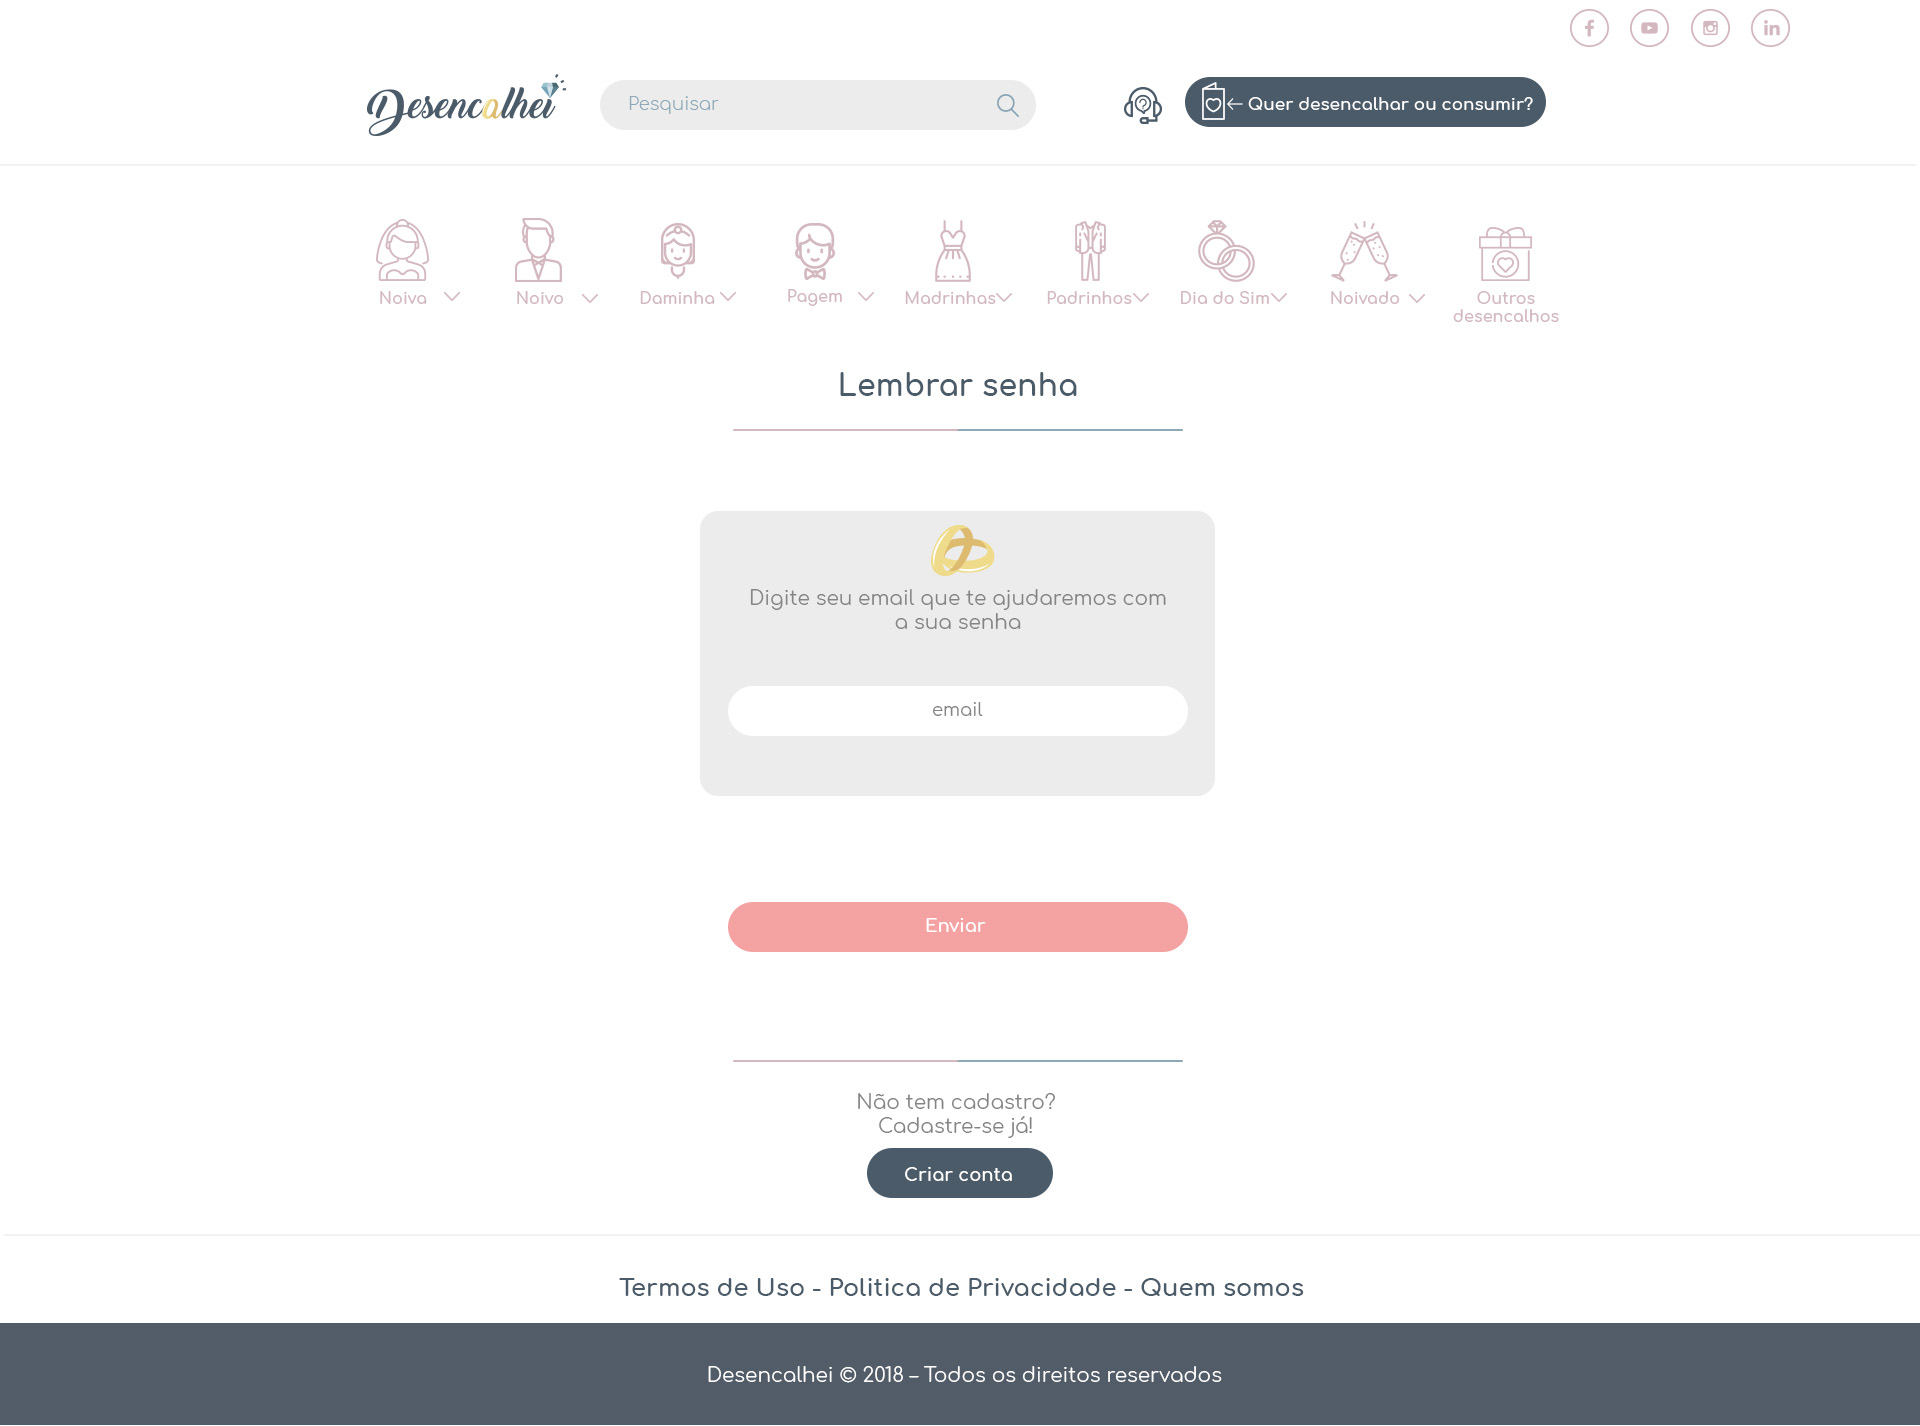 Desencalhei
Pesquisar
Quer desencalhar ou consumir?
Noiva
Noivo
Daminha
Pagem
Madrinhas
Padrinhos
Dia do Sim
Noivado
Outros
desencalhos
Lembrar senha
Digite seu email que te ajudaremos com
a sua senha
email
Enviar
Não tem cadastro?
Cadastre-se já!
Criar conta
Termos de Uso - Politica de Privacidade - Quem somos
Desencalhei © 2018 – Todos os direitos reservados